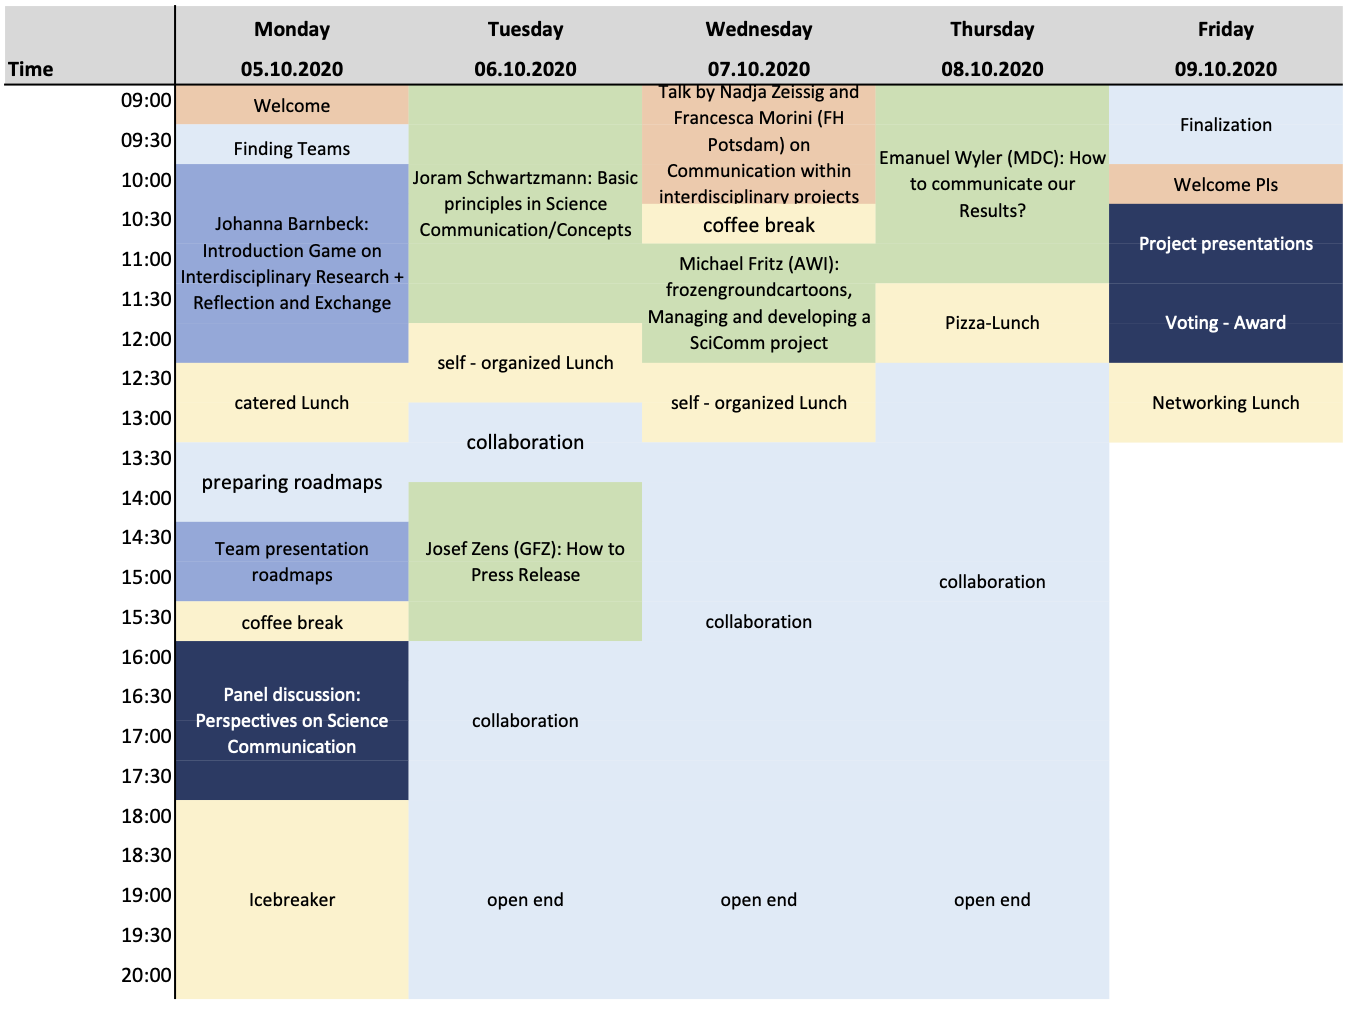 Monday
Tuesday
Wednesday
Thursday
Friday
Time
05.10.2020
06.10.2020
07.10.2020
08.10.2020
09.10.2020
09:00
09:30
10:00
10:30
11:00
11:30
12:00
12:30
13:00
13:30
14:00
14:30
15:00
15:30
16:00
16:30
17:00
17:30
18:00
18:30
19:00
19:30
20:00
Welcome
Finding Teams
Johanna Barnbeck:
Introduction Game on
Interdisciplinary Research +
Reflection and Exchange
catered Lunch
preparing roadmaps
Team presentation
roadmaps
coffee break
Panel discussion:
Perspectives on Science
Communication
Icebreaker
Joram Schwartzmann: Basic
principles in Science
Communication/Concepts
self - organized Lunch
collaboration
Josef Zens (GFZ): How to
Press Release
collaboration
open end
Talk by Nadja Zeissig and
Francesca Morini (FH
Potsdam) on
Communication within
interdisciplinary projects
coffee break
Michael Fritz (AWI):
frozengroundcartoons,
Managing and developing a
SciComm project
self - organized Lunch
collaboration
open end
Emanuel Wyler (MDC): How
to communicate our
Results?
Pizza-Lunch
collaboration
open end
Finalization
Welcome PIs
Project presentations
Voting - Award
Networking Lunch